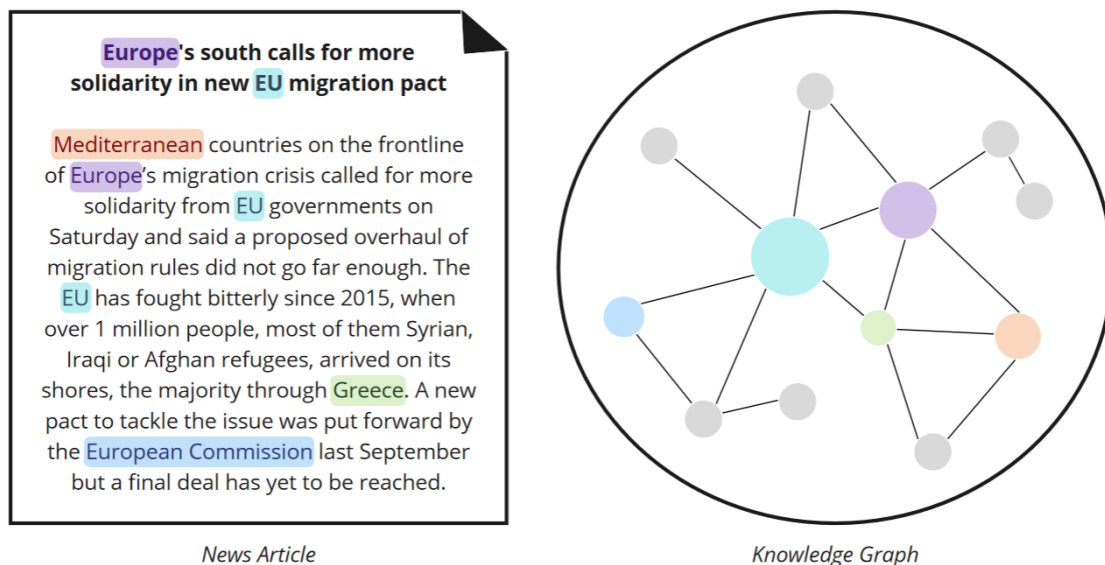 Europe's south calls for more
solidarity in new EU migration pact
Mediterranean countries on the frontline
of Europe’s migration crisis called for more
solidarity from EU governments on
Saturday and said a proposed overhaul of
migration rules did not go far enough. The
EU has fought bitterly since 2015, when
over 1 million people, most of them Syrian,
Iraqi or Afghan refugees, arrived on its
shores, the majority through Greece. A new
pact to tackle the issue was put forward by
the European Commission last September
but a final deal has yet to be reached.
News Article
Knowledge Graph